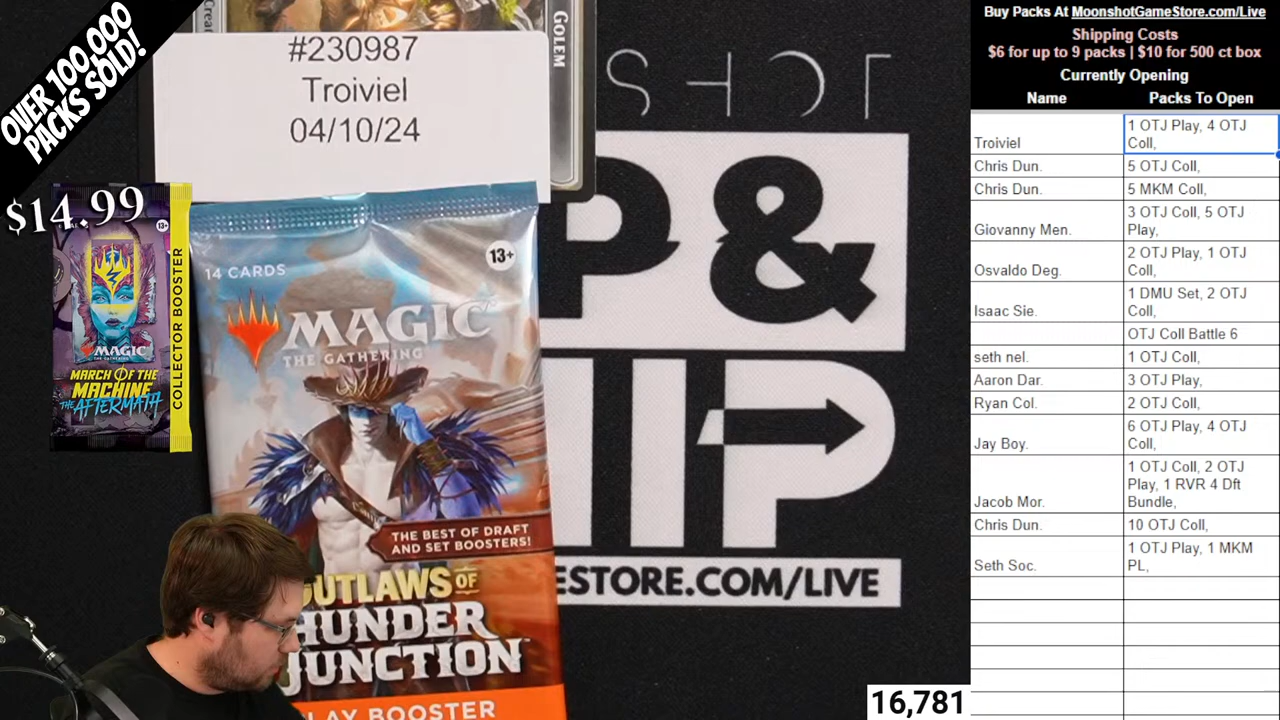 OVER 100,000
PACKS SOLD!
#230987
Troiviel
04/10/24
GOLEM
$14.99
13+
MAGIC
MARCH OF THE
MACHINE
THE AFTERMATH
COLLECTOR BOOSTER
14 CARDS
13+
MAGIC
THE GATHERING
THE BEST OF DRAFT
AND SET BOOSTERS!
OUTLAWS OF
THUNDER
JUNCTION
PLAY BOOSTER
SHOT
P&
HIP
ESTORE.COM/LIVE
16,781
Buy Packs At MoonshotGameStore.com/Live
Shipping Costs
$6 for up to 9 packs | $10 for 500 ct box
Currently Opening
Name Packs To Open
Troiviel 1 OTJ Play, 4 OTJ
Coll,
Chris Dun. 5 OTJ Coll,
Chris Dun. 5 MKM Coll,
Giovanny Men. 3 OTJ Coll, 5 OTJ
Play,
Osvaldo Deg. 2 OTJ Play, 1 OTJ
Coll,
Isaac Sie. 1 DMU Set, 2 OTJ
Coll,
OTJ Coll Battle 6
seth nel. 1 OTJ Coll,
Aaron Dar. 3 OTJ Play,
Ryan Col. 2 OTJ Coll,
Jay Boy. 6 OTJ Play, 4 OTJ
Coll,
Jacob Mor. 1 OTJ Coll, 2 OTJ
Play, 1 RVR 4 Dft
Bundle,
Chris Dun. 10 OTJ Coll,
Seth Soc. 1 OTJ Play, 1 MKM
PL,